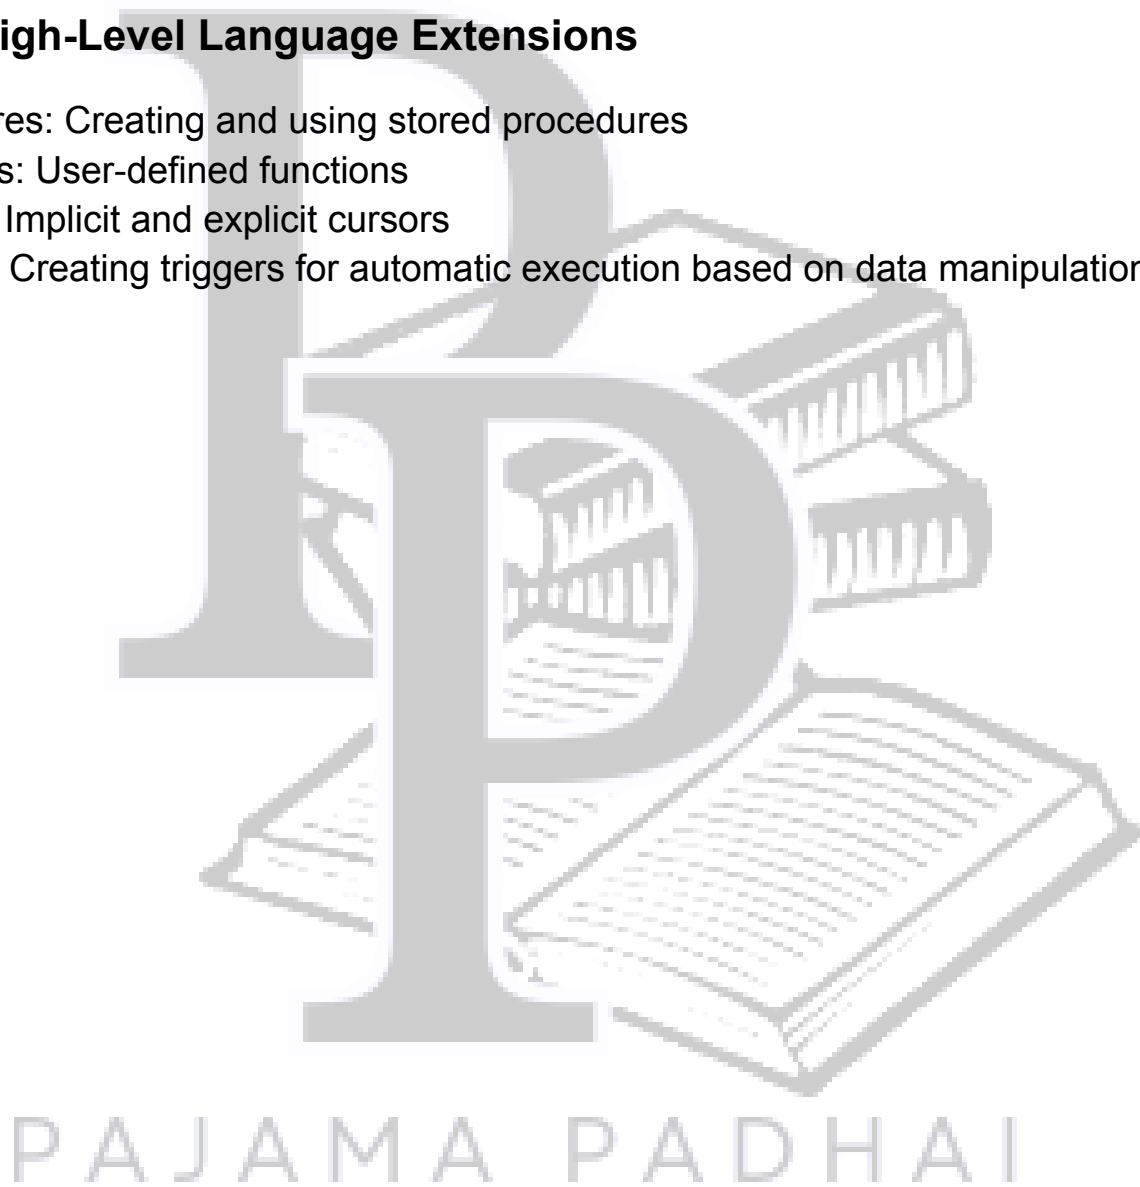 igh-Level Language Extensions
res: Creating and using stored procedures
s: User-defined functions
Implicit and explicit cursors
Creating triggers for automatic execution based on data manipulation
PAJAMA PADHAI